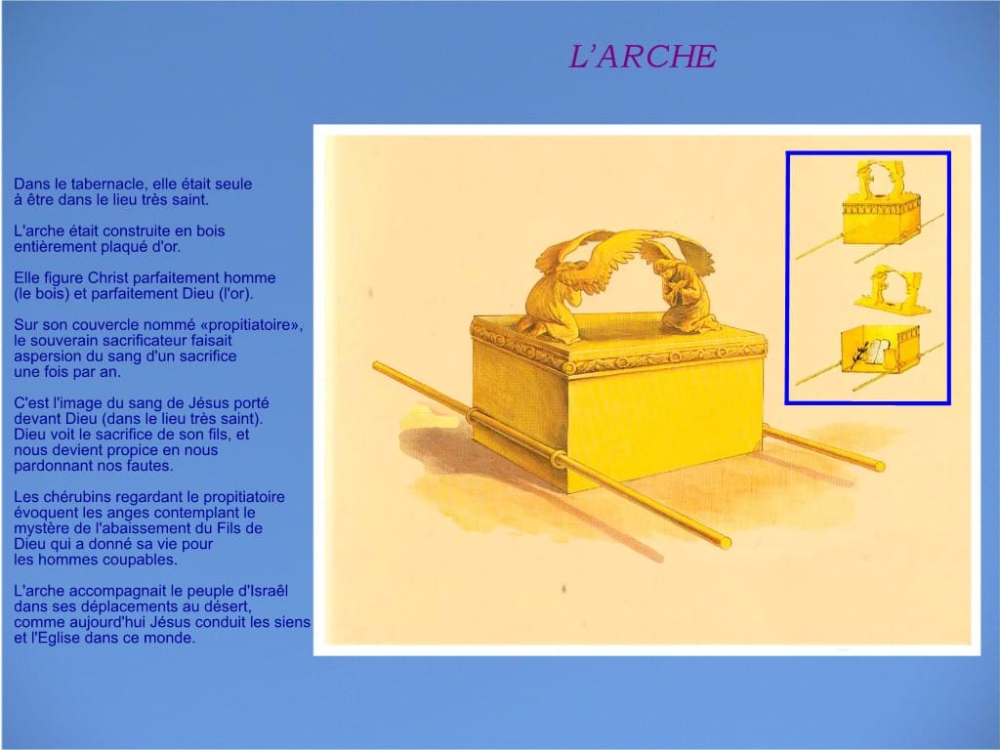 L'ARCHE
Dans le tabernacle, elle était seule
à être dans le lieu très saint.
L'arche était construite en bois
entièrement plaqué d'or.
Elle figure Christ parfaitement homme
(le bois) et parfaitement Dieu (l'or).
Sur son couvercle nommé «propitiatoire»,
le souverain sacrificateur faisait
aspersion du sang d'un sacrifice
une fois par an.
C'est l'image du sang de Jésus porté
devant Dieu (dans le lieu très saint).
Dieu voit le sacrifice de son fils, et
nous devient propice en nous
pardonnant nos fautes.
Les chérubins regardant le propitiatoire
évoquent les anges contemplant le
mystère de l'abaissement du Fils de
Dieu qui a donné sa vie pour
les hommes coupables.
L'arche accompagnait le peuple d'Israêl
dans ses déplacements au désert,
comme aujourd'hui Jésus conduit les siens
et l'Eglise dans ce monde.